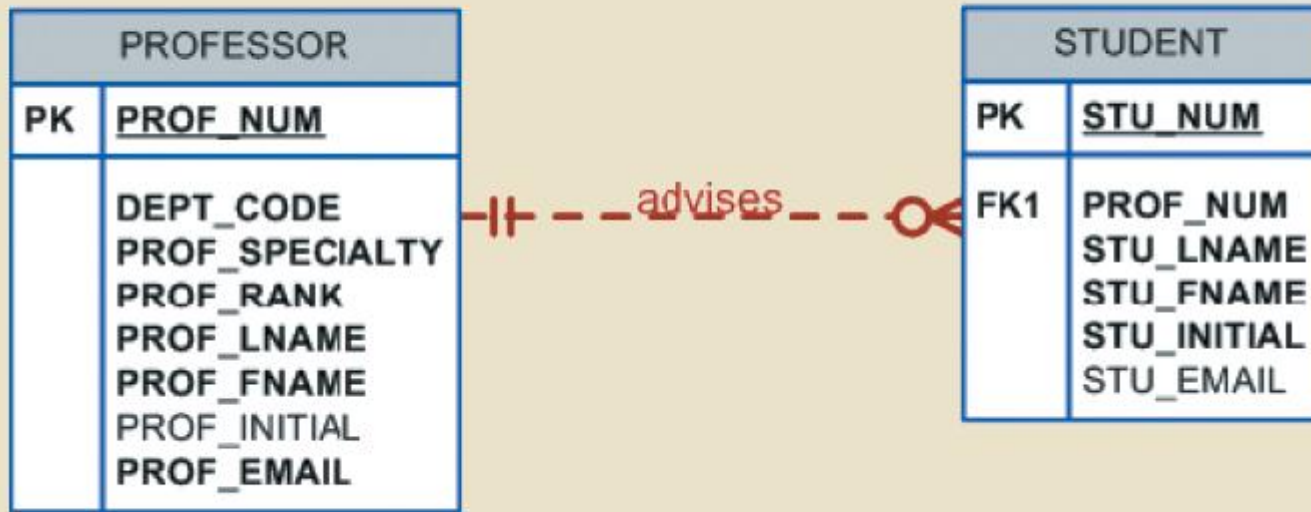 PROFESSOR
PK PROF_NUM
DEPT_CODE
PROF_SPECIALTY
PROF_RANK
PROF_LNAME
PROF_FNAME
PROF_INITIAL
PROF_EMAIL
advises
STUDENT
PK STU_NUM
FK1 PROF_NUM
STU_LNAME
STU_FNAME
STU_INITIAL
STU_EMAIL